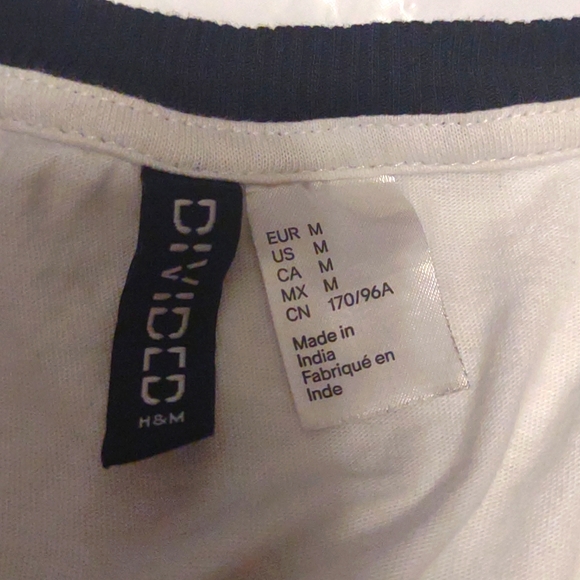 DIVIDED
H&M
EUR M
US M
CA M
MX M
CN 170/96A
Made in
India
Fabriqué en
Inde